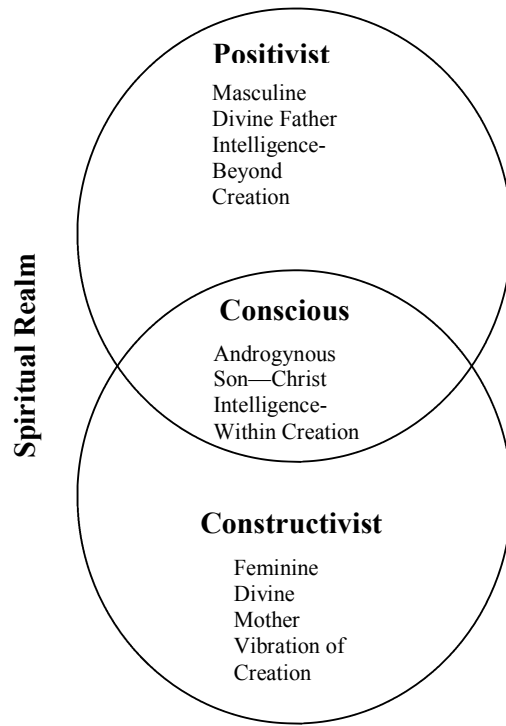 Positivist
Masculine
Divine Father
Intelligence-
Beyond
Creation
Spiritual Realm
Conscious
Androgynous
Son—Christ
Intelligence-
Within Creation
Constructivist
Feminine
Divine
Mother
Vibration of
Creation